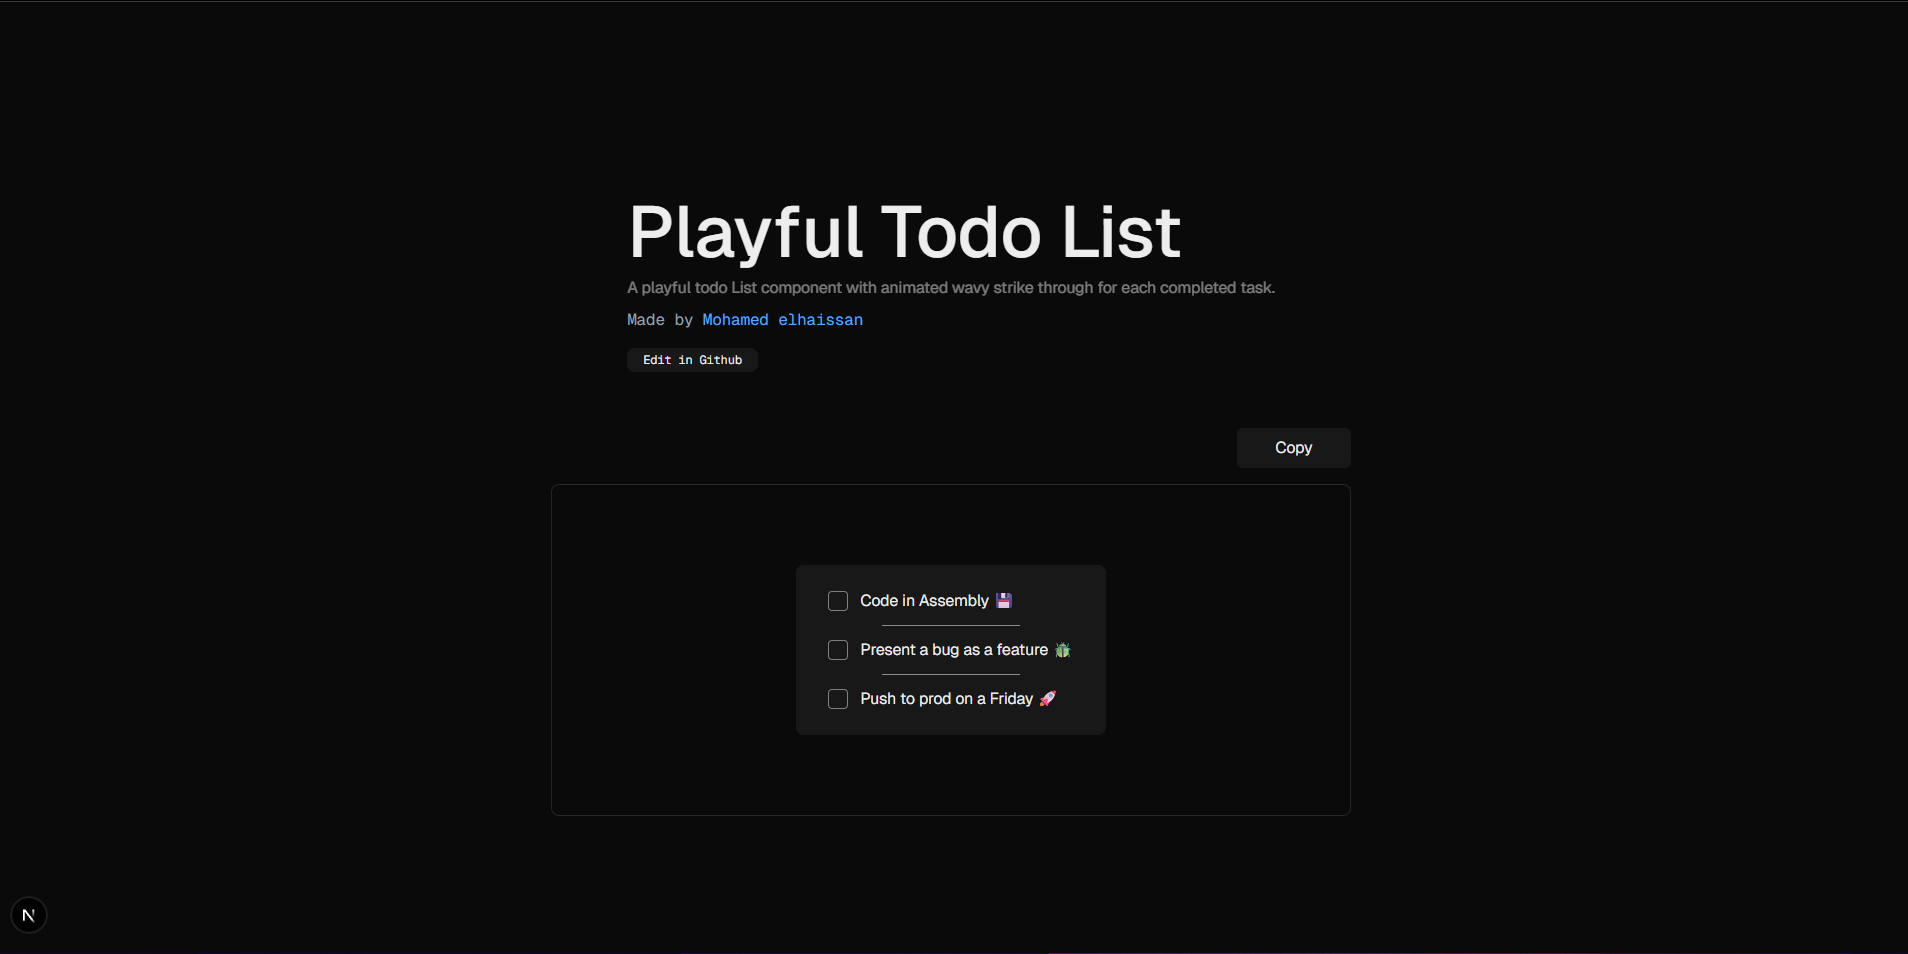 Playful Todo List
A playful todo List component with animated wavy strike through for each completed task.
Made by Mohamed elhaissan
Edit in Github
Copy
Code in Assembly 💾
Present a bug as a feature 🪲
Push to prod on a Friday 🚀
N